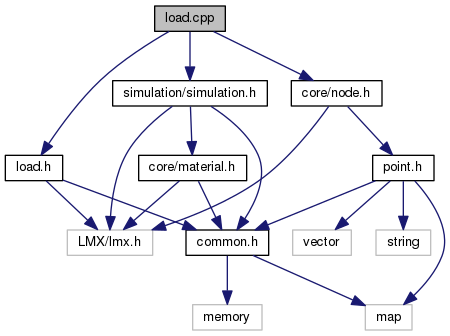 load.cpp
simulation/simulation.h
core/node.h
load.h
core/material.h
point.h
LMX/lmx.h
common.h
vector
string
memory
map